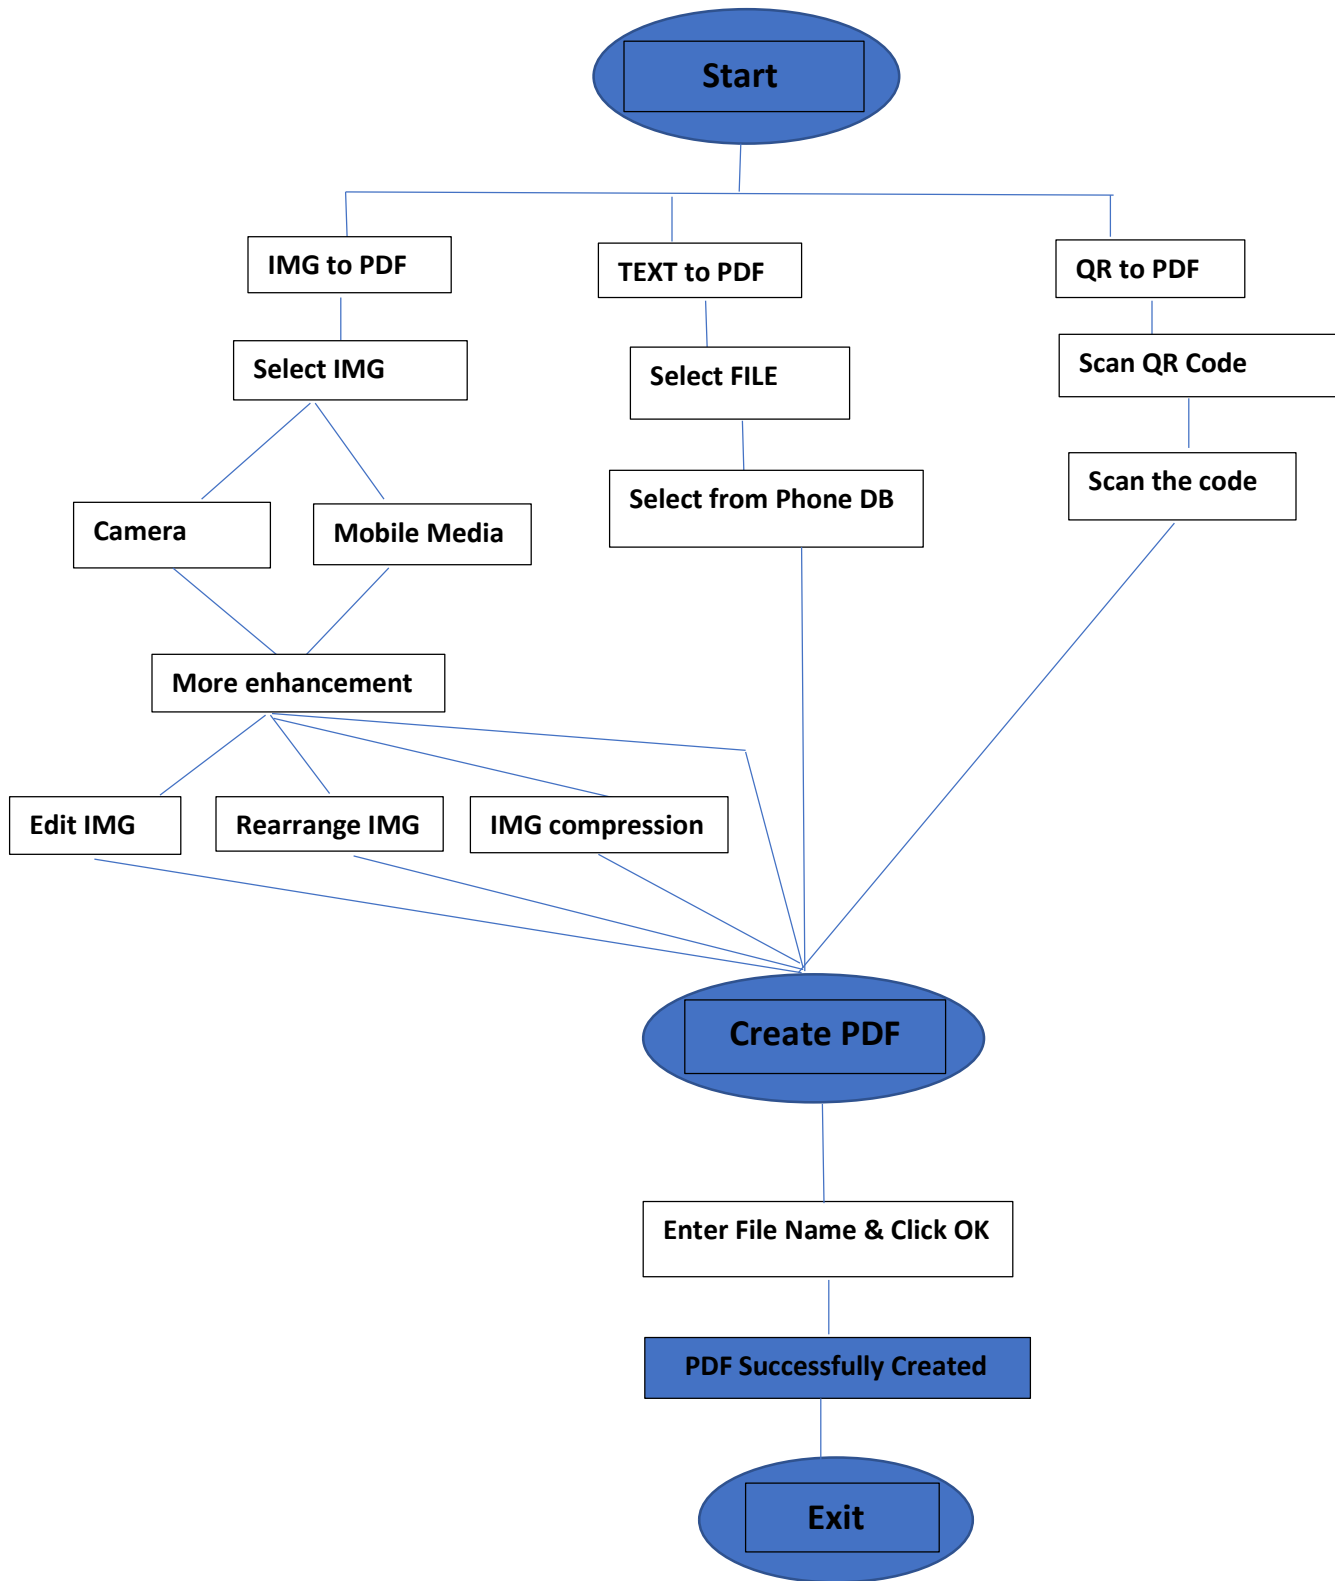 Start
IMG to PDF
TEXT to PDF
QR to PDF
Select IMG
Select FILE
Scan QR Code
Camera
Mobile Media
Select from Phone DB
Scan the code
More enhancement
Edit IMG
Rearrange IMG
IMG compression
Create PDF
Enter File Name & Click OK
PDF Successfully Created
Exit